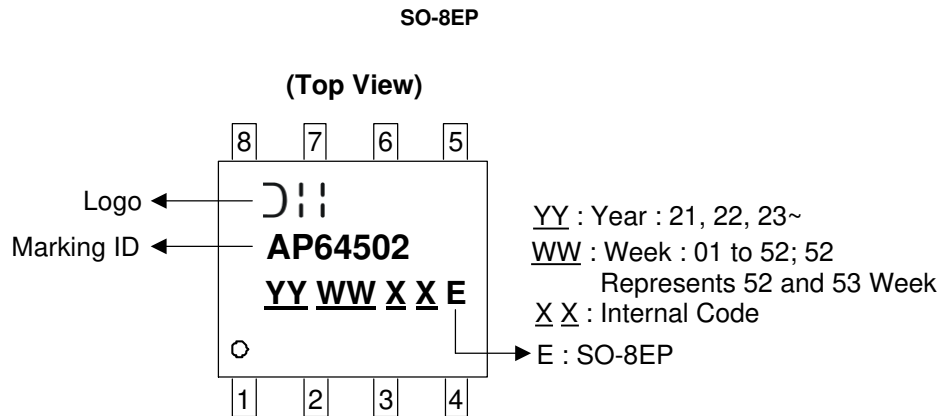 SO-8EP
(Top View)
8 7 6 5
Logo
Marking ID
AP64502
YY WW X X E
YY : Year : 21, 22, 23~
WW : Week : 01 to 52; 52
Represents 52 and 53 Week
X X : Internal Code
E : SO-8EP
1 2 3 4